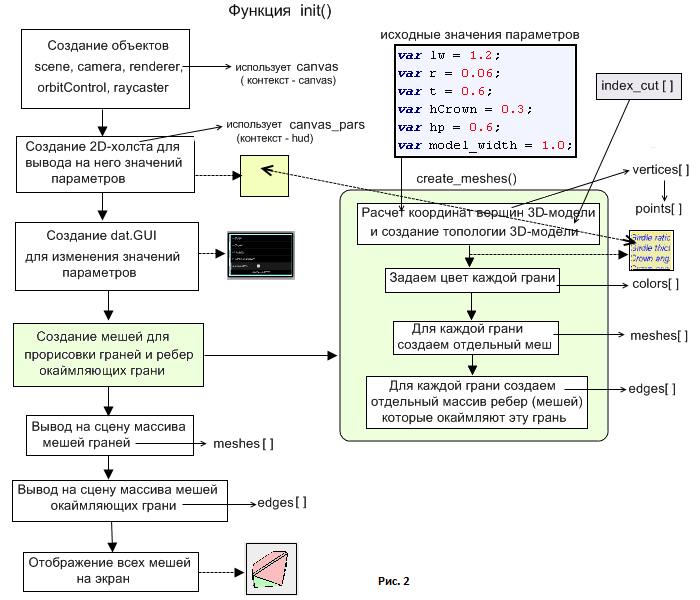 Функция init()
Создание объектов
scene, camera, renderer,
orbitControl, raycaster
использует canvas
( контекст - canvas)
Создание 2D-холста для
вывода на него значений
параметров
использует canvas_pars
(контекст - hud)
Создание dat.GUI
для изменения значений
параметров
Создание мешей для
прорисовки граней и ребер
окаймляющих грани
Вывод на сцену массива
мешей граней
meshes[ ]
Вывод на сцену массива мешей
окаймляющих грани
edges[ ]
Отображение всех мешей
на экран
исходные значения параметров
var lw = 1.2;
var r = 0.06;
var t = 0.6;
var hCrown = 0.3;
var hp = 0.6;
var model_width = 1.0;
index_cut [ ]
create_meshes()
vertices[]
points[]
Расчет координат вершин 3D-модели
и создание топологии 3D-модели
Girdle ratio
Girdle thick
Crown ang
Задаем цвет каждой грани
colors[ ]
Для каждой грани
создаем отдельный меш
meshes[ ]
Для каждой грани создаем
отдельный массив ребер (мешей)
которые окаймляют эту грань
edges[ ]
Рис. 2